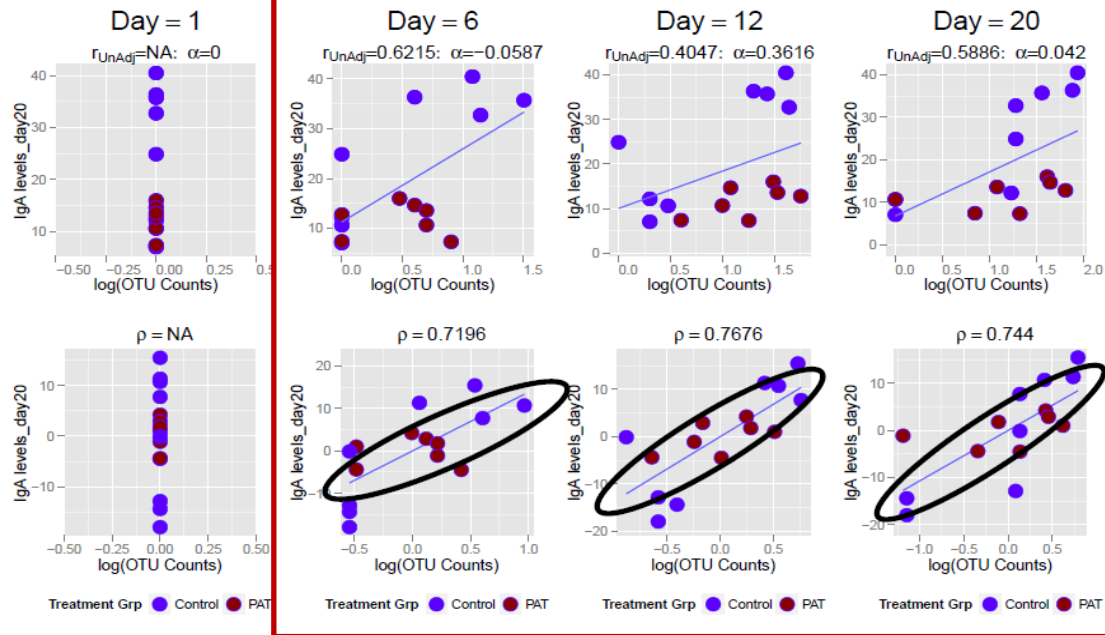 Day = 1
Day = 6
Day = 12
Day = 20
rUnAdj=NA: α=0
rUnAdj=0.6215: α=−0.0587
rUnAdj=0.4047: α=0.3616
rUnAdj=0.5886: α=0.042
IgA levels_day20
40
30
20
10
−0.50
−0.25
0.00
0.25
0.5
log(OTU Counts)
IgA levels_day20
40
30
20
10
0.0
0.5
1.0
1.5
log(OTU Counts)
IgA levels_day20
40
30
20
10
0
0.0
0.5
1.0
1.5
log(OTU Counts)
IgA levels_day20
40
30
20
10
0
0.0
0.5
1.0
1.5
2.0
log(OTU Counts)
ρ = NA
ρ = 0.7196
ρ = 0.7676
ρ = 0.744
IgA levels_day20
10
0
−10
−0.50
−0.25
0.00
0.25
0.50
log(OTU Counts)
IgA levels_day20
20
10
0
−10
−0.5
0.0
0.5
1.0
log(OTU Counts)
IgA levels_day20
10
0
−10
−20
−0.5
0.0
0.5
log(OTU Counts)
IgA levels_day20
10
0
−10
−20
−1.0
−0.5
0.0
0.5
log(OTU Counts)
Treatment Grp Control PAT
Treatment Grp Control PAT
Treatment Grp Control PAT
Treatment Grp Control PAT